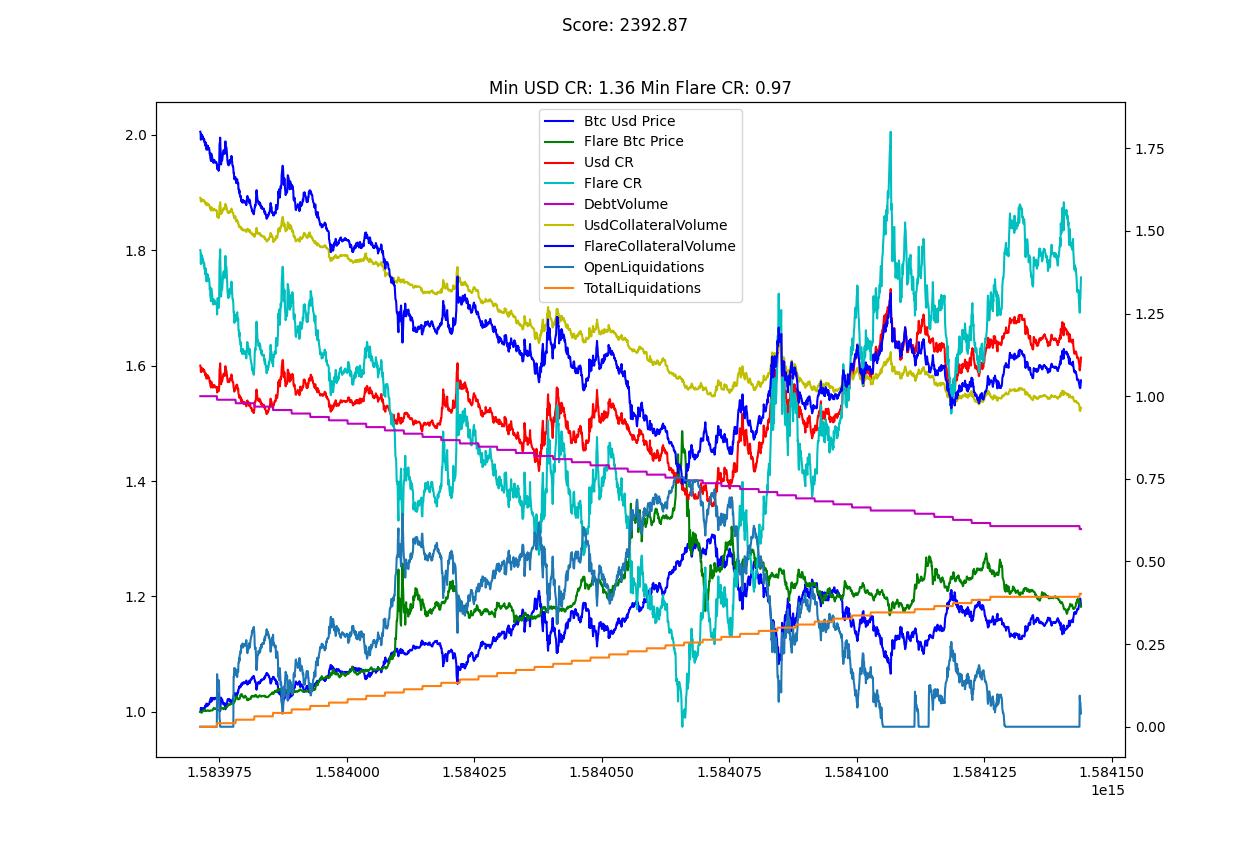 Score: 2392.87
Min USD CR: 1.36 Min Flare CR: 0.97
Btc Usd Price
Flare Btc Price
Usd CR
Flare CR
DebtVolume
UsdCollateralVolume
FlareCollateralVolume
OpenLiquidations
TotalLiquidations
2.0
1.8
1.6
1.4
1.2
1.0
1.75
1.50
1.25
1.00
0.75
0.50
0.25
0.00
1.583975 1.584000 1.584025 1.584050 1.584075 1.584100 1.584125 1.584150
1e15